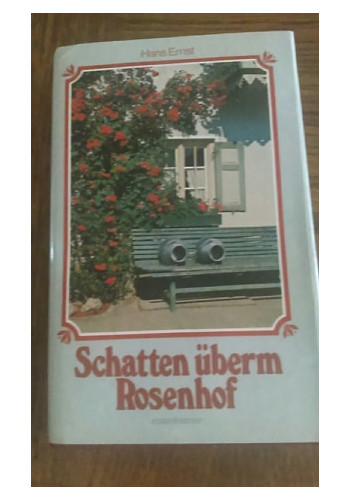 Hans Ernst
Schatten überm
Rosenhof